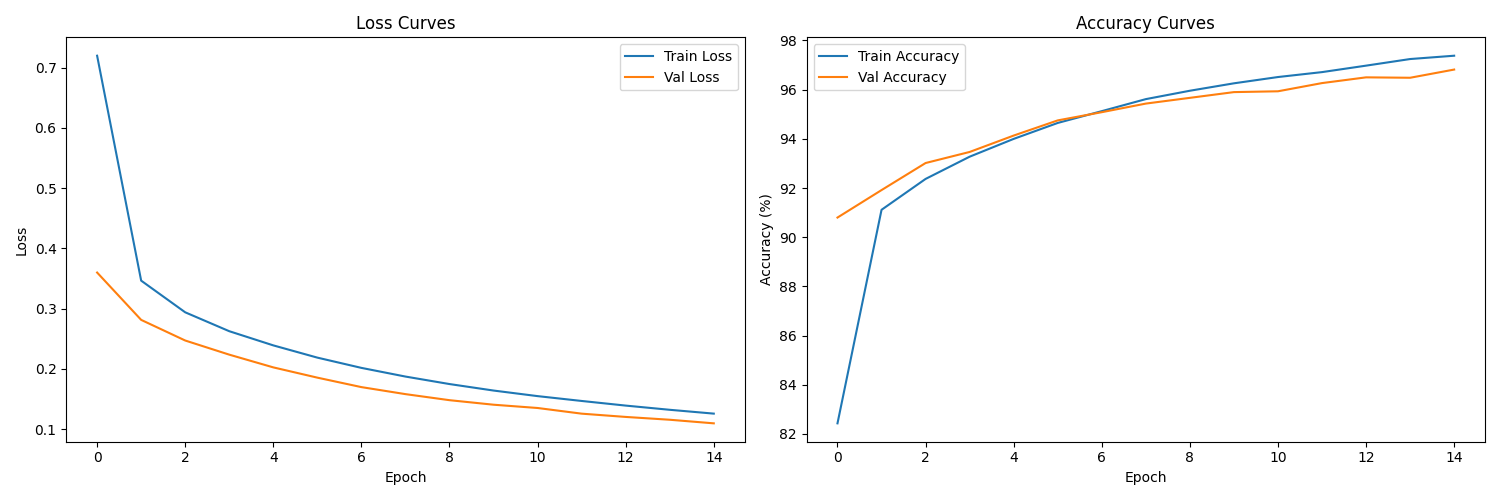 Loss Curves
Train Loss
Val Loss
0.7
0.6
0.5
0.4
0.3
0.2
0.1
Loss
0 2 4 6 8 10 12 14
Epoch
Accuracy Curves
Train Accuracy
Val Accuracy
98
96
94
92
90
88
86
84
82
Accuracy (%)
0 2 4 6 8 10 12 14
Epoch